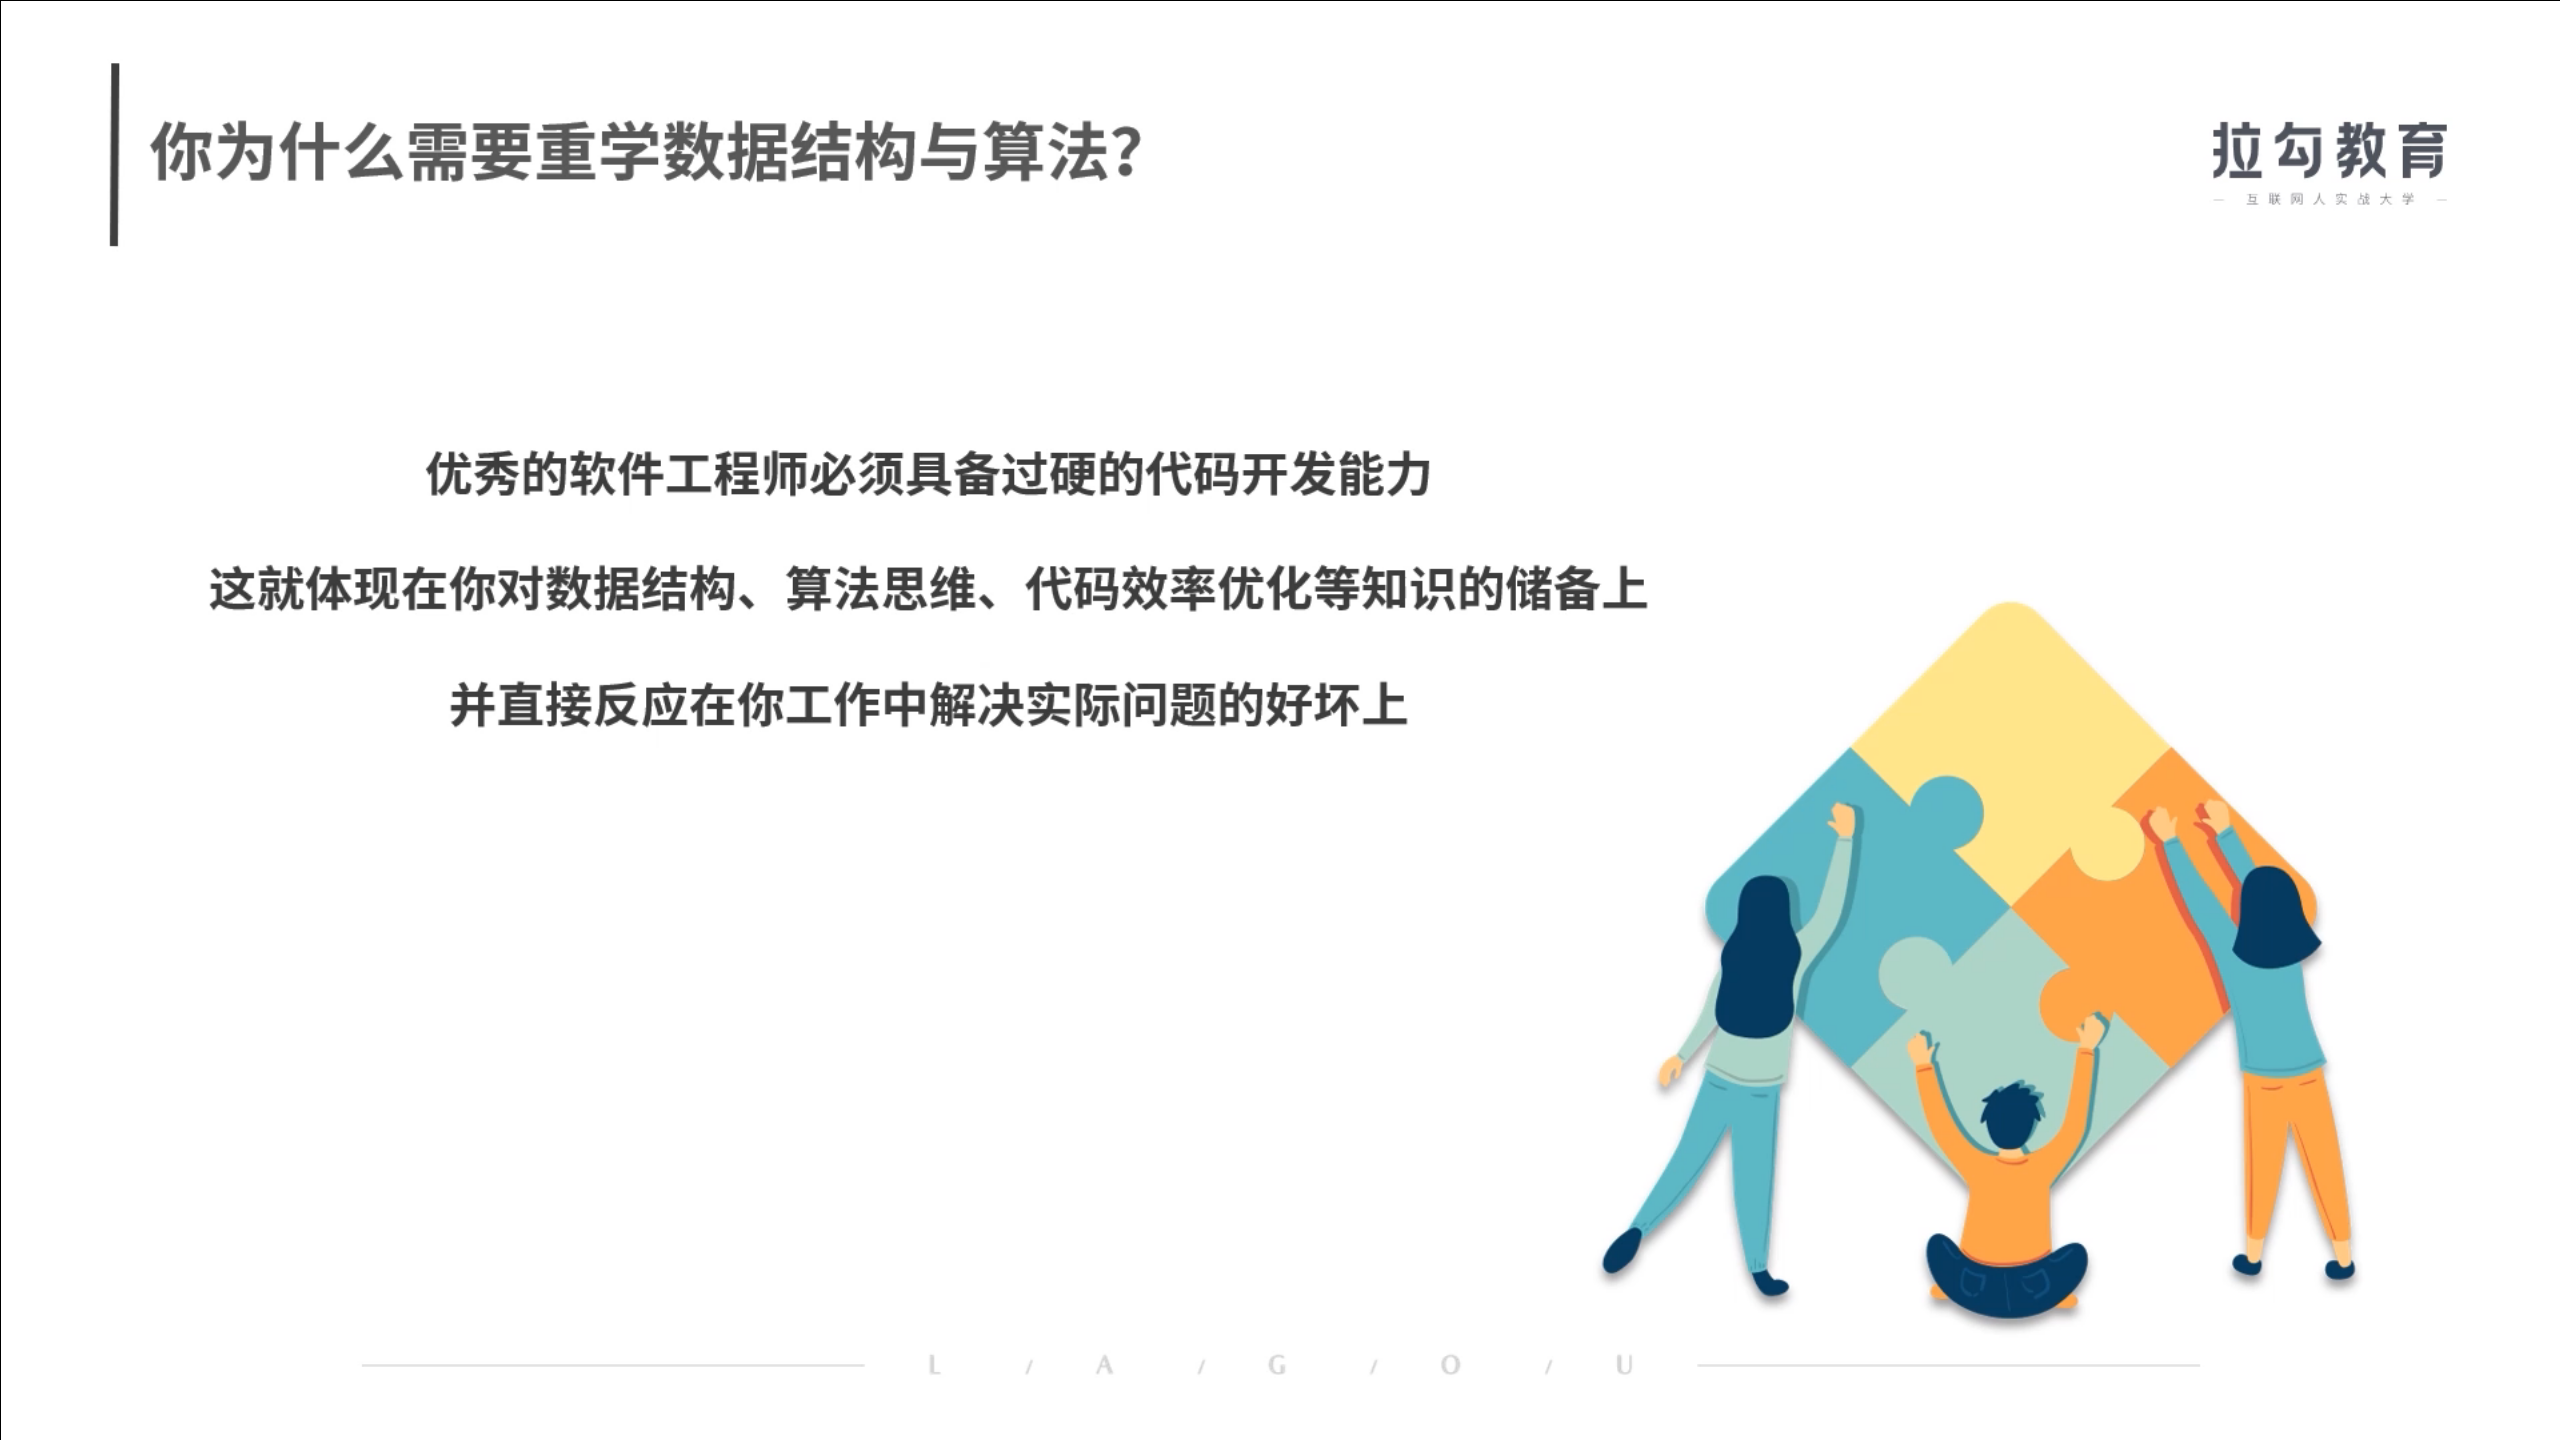 你为什么需要重学数据结构与算法？
拉勾教育
— 互联网人实战大学 —
优秀的软件工程师必须具备过硬的代码开发能力
这就体现在你对数据结构、算法思维、代码效率优化等知识的储备上
并直接反应在你工作中解决实际问题的好坏上
L / A / G / O / U